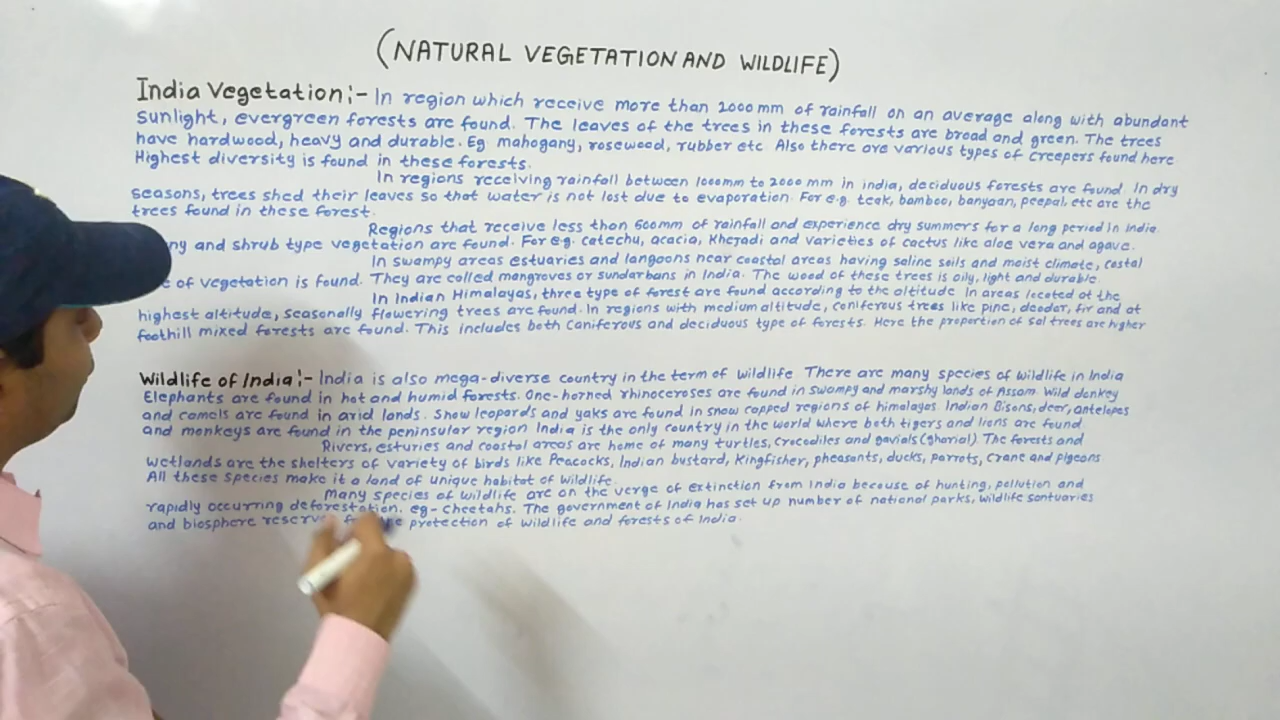 (NATURAL VEGETATION AND WILDLIFE)
India Vegetation:- In region which receive more than 2000 mm of rainfall on an average along with abundant
sunlight, evergreen forests are found. The leaves of the trees in these forests are broad and green. The trees
have hardwood, heavy and durable. Eg. mahogany, rosewood, rubber etc Also there are various types of creepers found here
Highest diversity is found in these forests.
In regions receiving rainfall between 1000mm to 2000 mm in india, deciduous forests are found. In dry
seasons, trees shed their leaves so that water is not lost due to evaporation. For e.g. teak, bamboo, banyaan, peepal, etc are the
trees found in these forest.
Regions that receive less than 500mm of rainfall and experience dry summers for a long period in India.
ny and shrub type vegetation are found. For e.g. catechu, acacia, Khejadi and varieties of cactus like aloe vera and agave.
In swampy areas estuaries and langoons near coastal areas having saline soils and moist climate, costal
e of vegetation is found. They are called mangroves or sundarbans in India. The wood of these trees is oily, light and durable.
In Indian Himalayas, three type of forest are found according to the altitude In areas located at the
highest altitude, seasonally flowering trees are found. In regions with medium altitude, coniferous trees like pine, deodar, fir and at
foothill mixed forests are found. This includes both Caniferous and deciduous type of forests. Here the proportion of Sal trees are higher
Wildlife of India:- India is also mega-diverse country in the term of wildlife There are many species of wildlife in India
Elephants are found in hot and humid forests. One-horned rhinoceroses are found in swampy and marshy lands of Assam. Wild donkey
and camels are found in arid lands. Snow leopards and yaks are found in snow capped regions of himalayas. Indian Bisons, deer, antelopes
and monkeys are found in the peninsular region India is the only country in the world where both tigers and lions are found
Rivers, esturies and coastal areas are home of many turtles, crocodiles and gavials (gharial). The forests and
wetlands are the shelters of variety of birds like Peacocks, Indian bustard, Kingfisher, pheasants, ducks, parrots, Crane and pigeons
All these species make it a land of unique habitat of wildlife.
Many species of wildlife are on the verge of extinction from India because of hunting, pollution and
rapidly occurring deforestation. eg- cheetahs. The government of India has set up number of national parks, wildlife santuaries
and biosphere reserv protection of wildlife and forests of India.